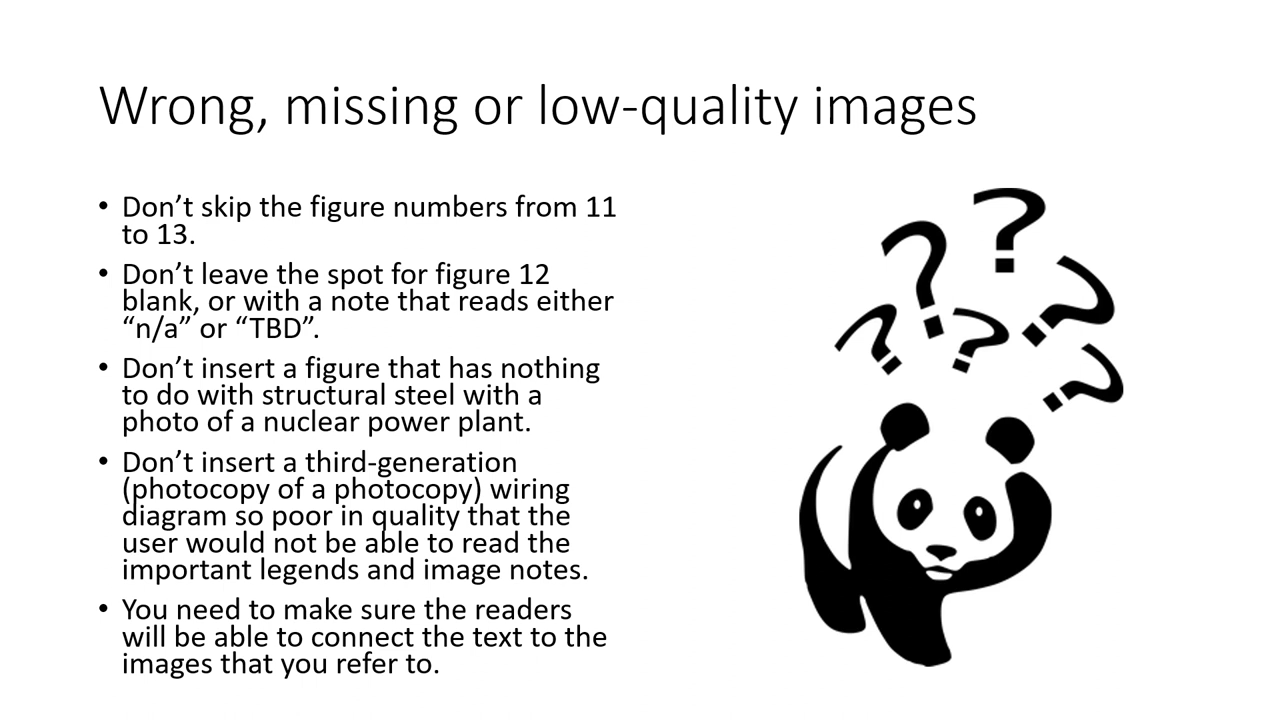 Wrong, missing or low-quality images
• Don’t skip the figure numbers from 11
to 13.
• Don’t leave the spot for figure 12
blank, or with a note that reads either
“n/a” or “TBD”.
• Don’t insert a figure that has nothing
to do with structural steel with a
photo of a nuclear power plant.
• Don’t insert a third-generation
(photocopy of a photocopy) wiring
diagram so poor in quality that the
user would not be able to read the
important legends and image notes.
• You need to make sure the readers
will be able to connect the text to the
images that you refer to.
?
?
?
?
?
?